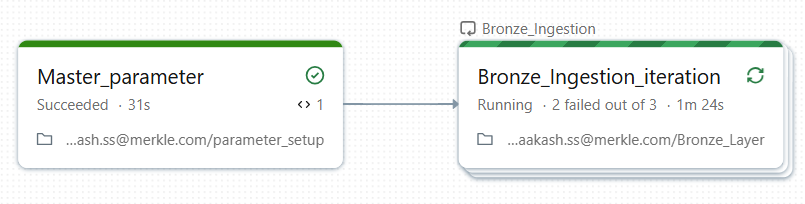 Bronze_Ingestion
Master_parameter
Succeeded · 31s
1
...ash.ss@merkle.com/parameter_setup
Bronze_Ingestion_iteration
Running · 2 failed out of 3 · 1m 24s
...aakash.ss@merkle.com/Bronze_Layer